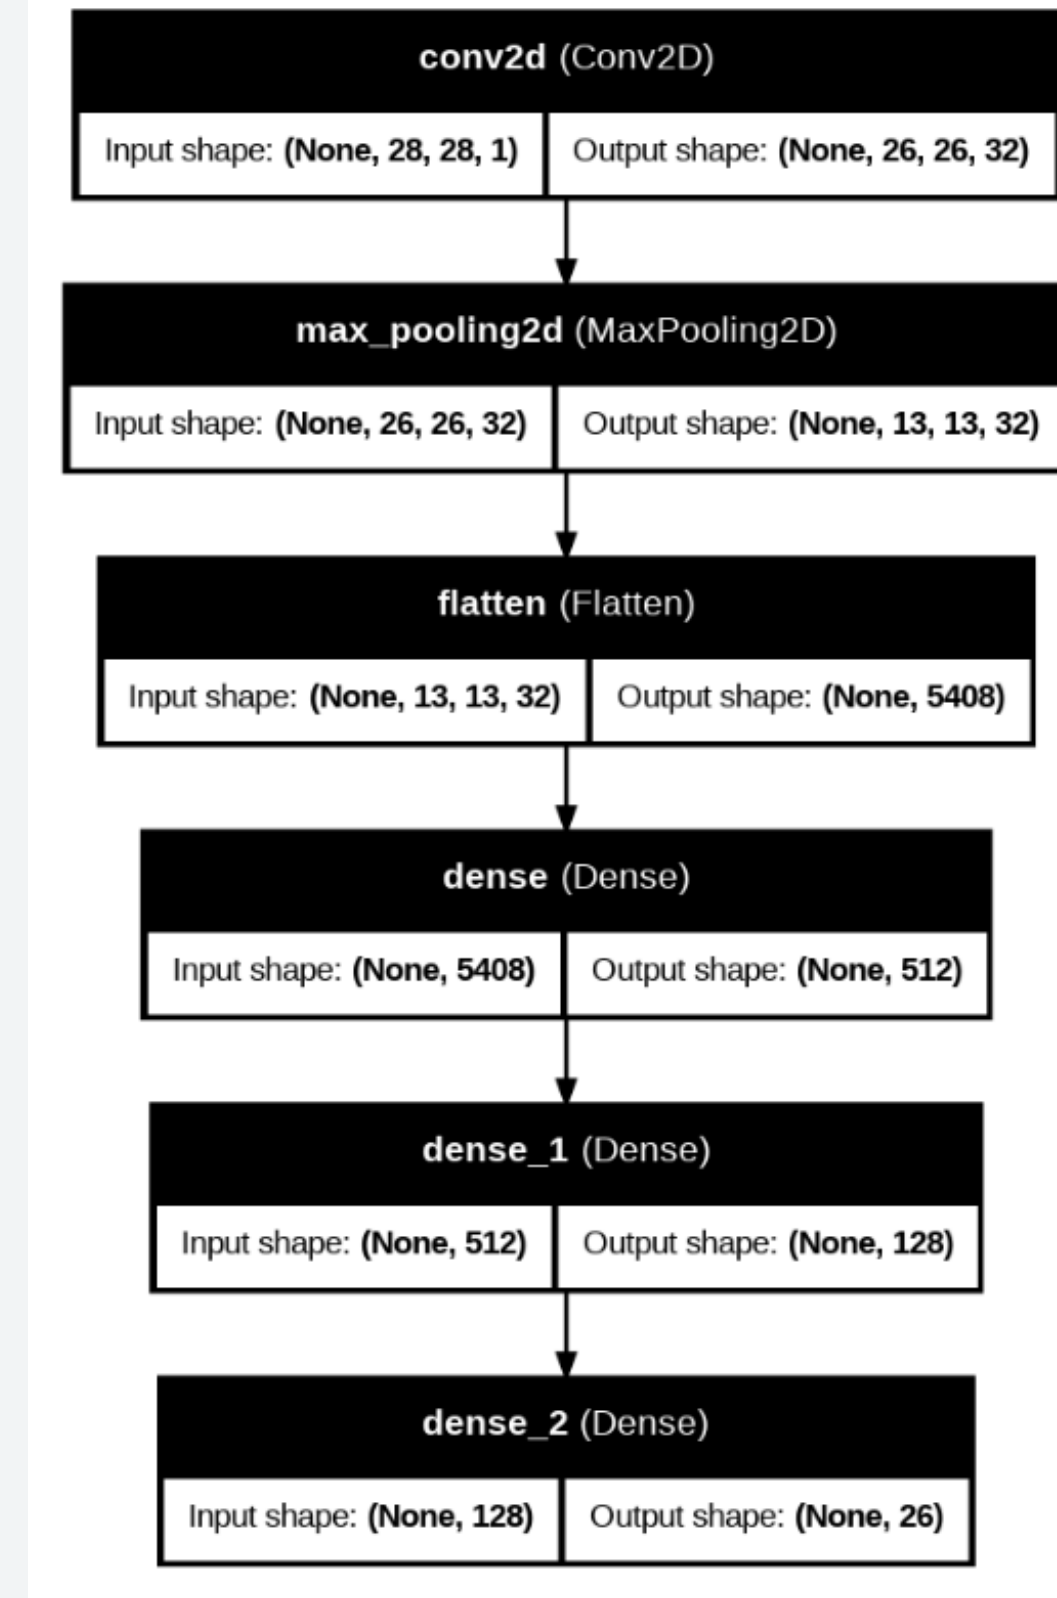 conv2d (Conv2D)
Input shape: (None, 28, 28, 1) Output shape: (None, 26, 26, 32)
max_pooling2d (MaxPooling2D)
Input shape: (None, 26, 26, 32) Output shape: (None, 13, 13, 32)
flatten (Flatten)
Input shape: (None, 13, 13, 32) Output shape: (None, 5408)
dense (Dense)
Input shape: (None, 5408) Output shape: (None, 512)
dense_1 (Dense)
Input shape: (None, 512) Output shape: (None, 128)
dense_2 (Dense)
Input shape: (None, 128) Output shape: (None, 26)